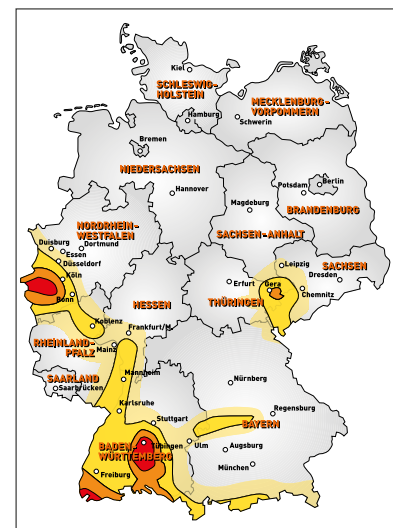 Kiel
SCHLESWIG-
HOLSTEIN
Hamburg
MECKLENBURG-
VORPOMMERN
Schwerin
Bremen
NIEDERSACHSEN
Hannover
Berlin
Potsdam
BRANDENBURG
Magdeburg
SACHSEN-ANHALT
NORDRHEIN-
WESTFALEN
Duisburg
Dortmund
Essen
Düsseldorf
Köln
Bonn
Leipzig
SACHSEN
Dresden
Erfurt
Gera
Chemnitz
THÜRINGEN
HESSEN
Koblenz
Frankfurt/M.
RHEINLAND-
PFALZ
Mainz
SAARLAND
Saarbrücken
Mannheim
Nürnberg
Karlsruhe
Stuttgart
Regensburg
BAYERN
BADEN-
WÜRTTEMBERG
Tübingen
Ulm
Augsburg
München
Freiburg